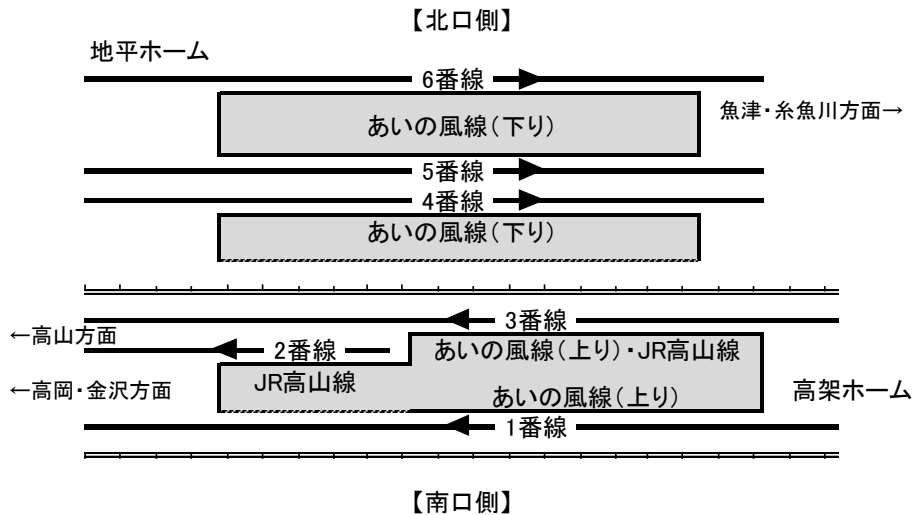 【北口側】
地平ホーム
6番線
あいの風線(下り)
魚津・糸魚川方面→
5番線
4番線
あいの風線(下り)
3番線
←高山方面
2番線
あいの風線(上り)・JR高山線
JR高山線
←高岡・金沢方面
あいの風線(上り)
高架ホーム
1番線
【南口側】